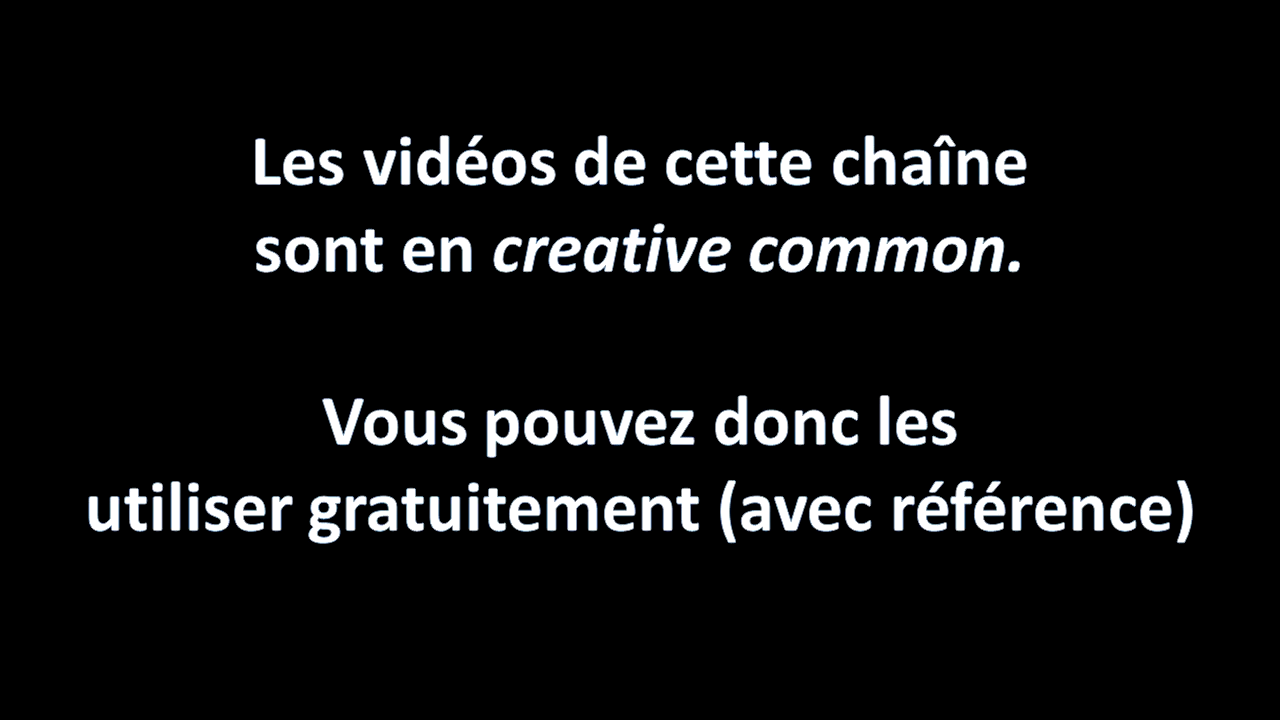 Les vidéos de cette chaîne
sont en creative common.
Vous pouvez donc les
utiliser gratuitement (avec référence)